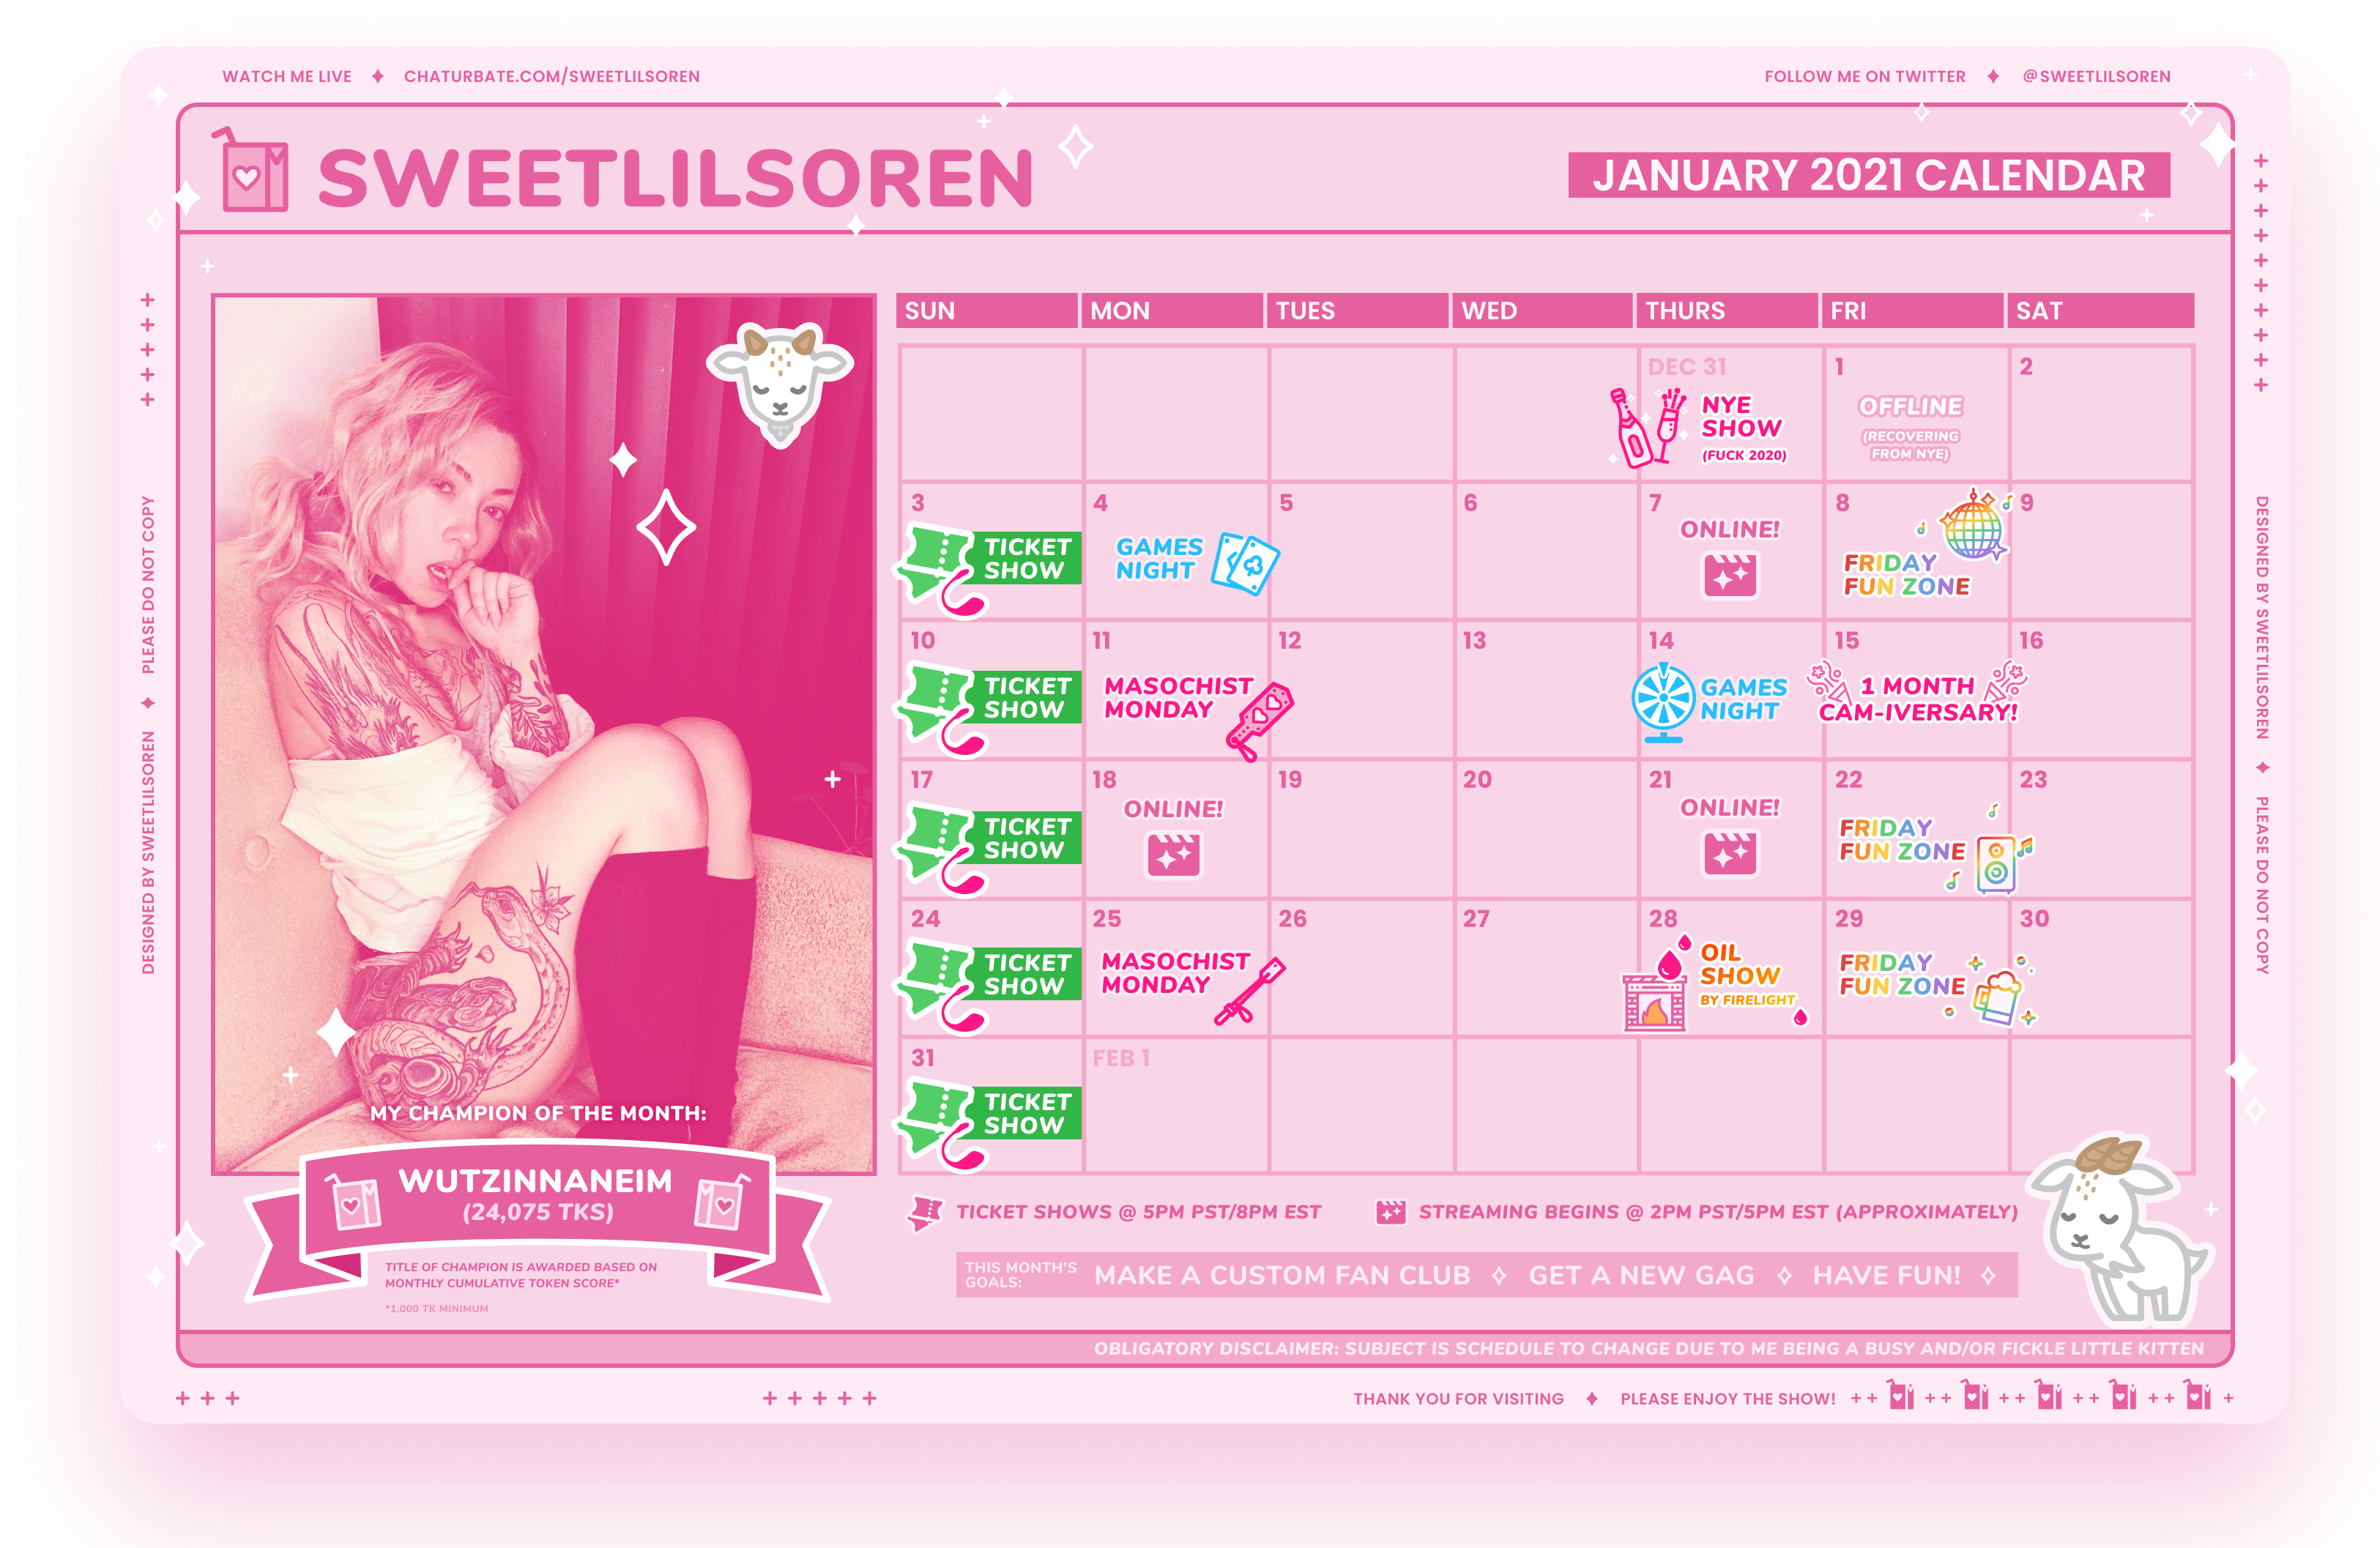 WATCH ME LIVE ✦ CHATURBATE.COM/SWEETLILSOREN
FOLLOW ME ON TWITTER ✦ @SWEETLILSOREN
SWEETLILSOREN
JANUARY 2021 CALENDAR
PLEASE DO NOT COPY
DESIGNED BY SWEETLILSOREN
MY CHAMPION OF THE MONTH:
WUTZINNANEIM
(24,075 TKS)
TITLE OF CHAMPION IS AWARDED BASED ON
MONTHLY CUMULATIVE TOKEN SCORE*
*1,000 TK MINIMUM
SUN MON TUES WED THURS FRI SAT
DEC 31
NYE
SHOW
(FUCK 2020)
1
OFFLINE
(RECOVERING
FROM NYE)
2
3
TICKET
SHOW
4
GAMES
NIGHT
5
6
7
ONLINE!
8
FRIDAY
FUN ZONE
9
10
TICKET
SHOW
11
MASOCHIST
MONDAY
12
13
14
GAMES
NIGHT
15
1 MONTH
CAM-IVERSARY!
16
17
TICKET
SHOW
18
ONLINE!
19
20
21
ONLINE!
22
FRIDAY
FUN ZONE
23
24
TICKET
SHOW
25
MASOCHIST
MONDAY
26
27
28
OIL
SHOW
BY FIRELIGHT
29
FRIDAY
FUN ZONE
30
31
TICKET
SHOW
FEB 1
TICKET SHOWS @ 5PM PST/8PM EST
STREAMING BEGINS @ 2PM PST/5PM EST (APPROXIMATELY)
THIS MONTH'S
GOALS:
MAKE A CUSTOM FAN CLUB ✧ GET A NEW GAG ✧ HAVE FUN! ✧
OBLIGATORY DISCLAIMER: SUBJECT IS SCHEDULE TO CHANGE DUE TO ME BEING A BUSY AND/OR FICKLE LITTLE KITTEN
DESIGNED BY SWEETLILSOREN ✦ PLEASE DO NOT COPY
THANK YOU FOR VISITING ✦ PLEASE ENJOY THE SHOW!